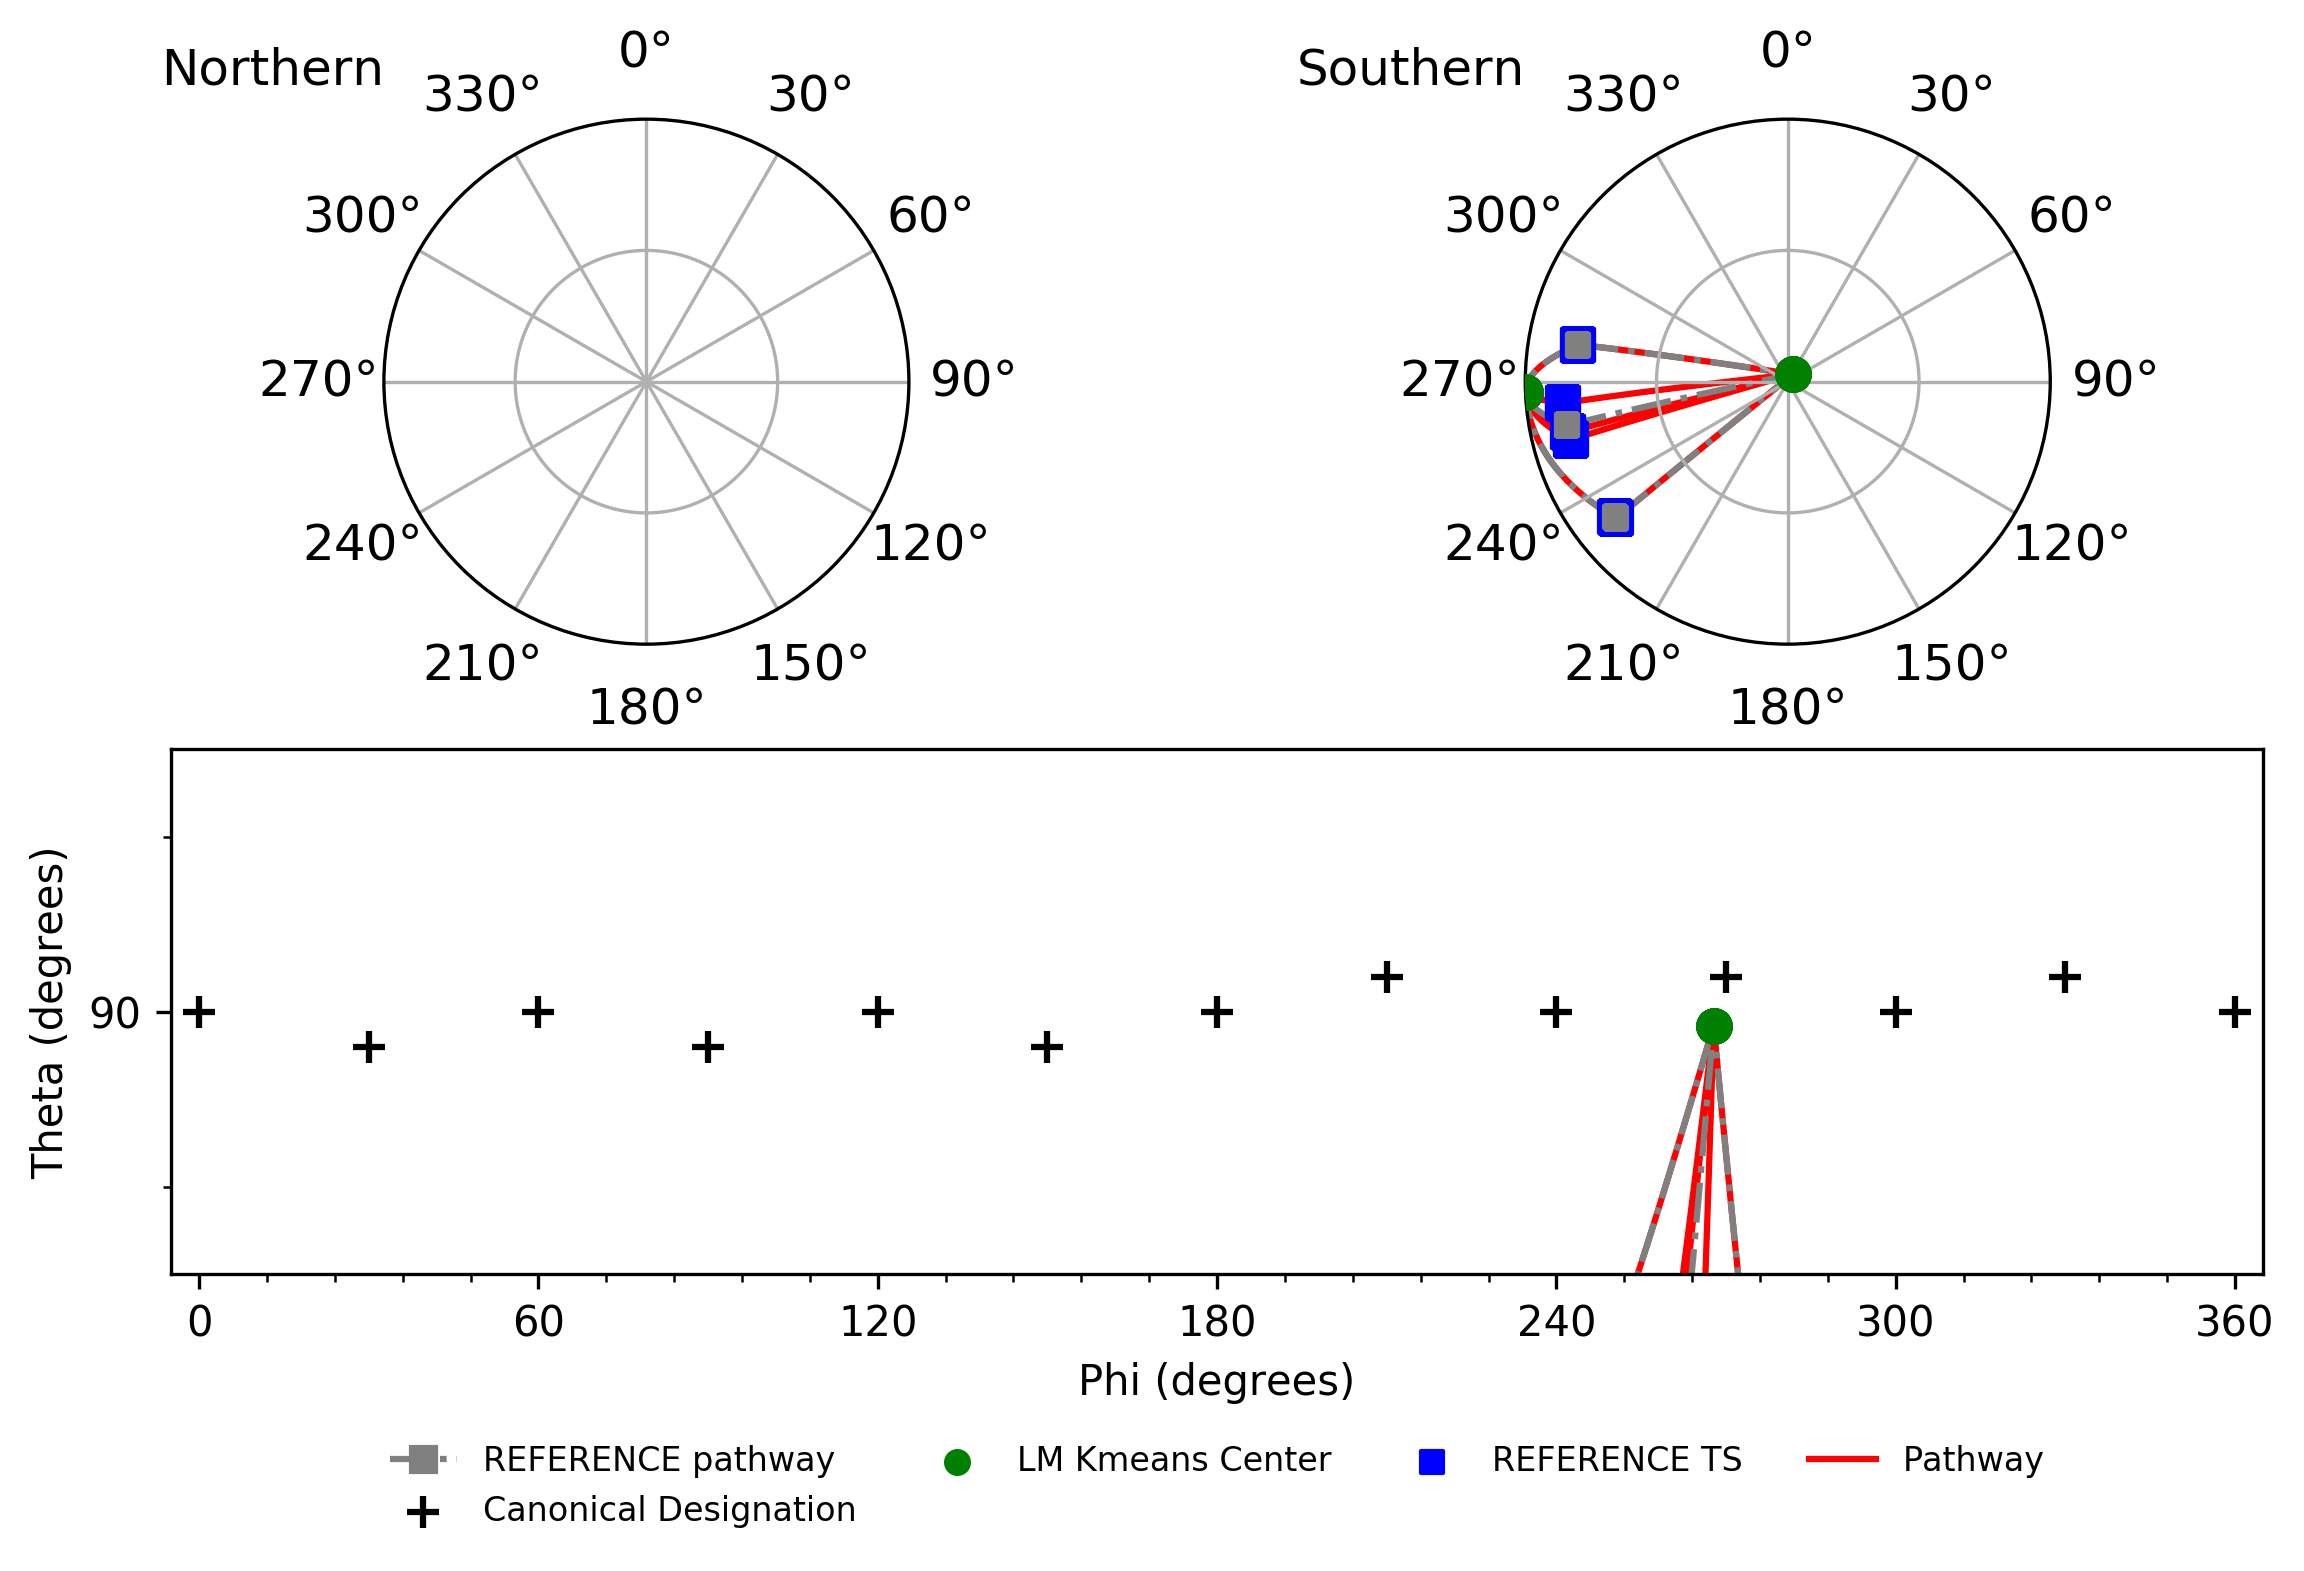 Northern
0°
330°
30°
300°
60°
270°
90°
240°
120°
210°
150°
180°
Southern
0°
330°
30°
300°
60°
270°
90°
240°
120°
210°
150°
180°
Theta (degrees)
90
0 60 120 180 240 300 360
Phi (degrees)
REFERENCE pathway
LM Kmeans Center
REFERENCE TS
Pathway
Canonical Designation